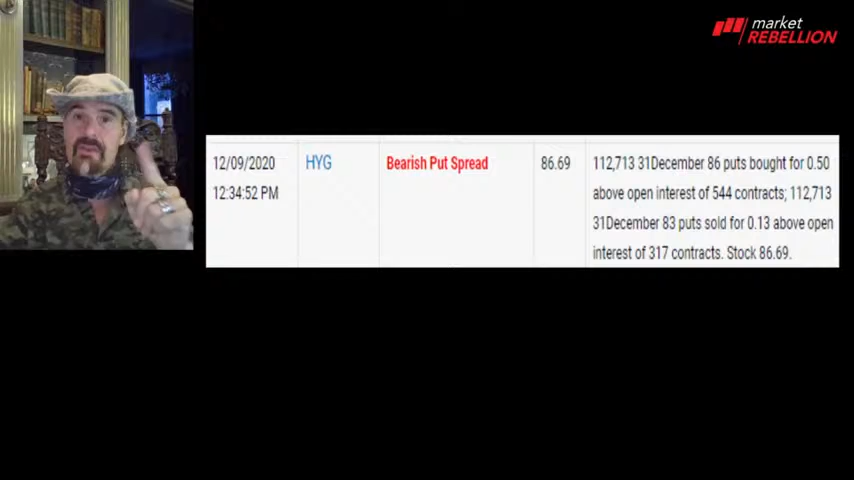 market
REBELLION
12/09/2020 HYG Bearish Put Spread 86.69 112,713 31December 86 puts bought for 0.50
12:34:52 PM above open interest of 544 contracts; 112,713
31December 83 puts sold for 0.13 above open
interest of 317 contracts. Stock 86.69.